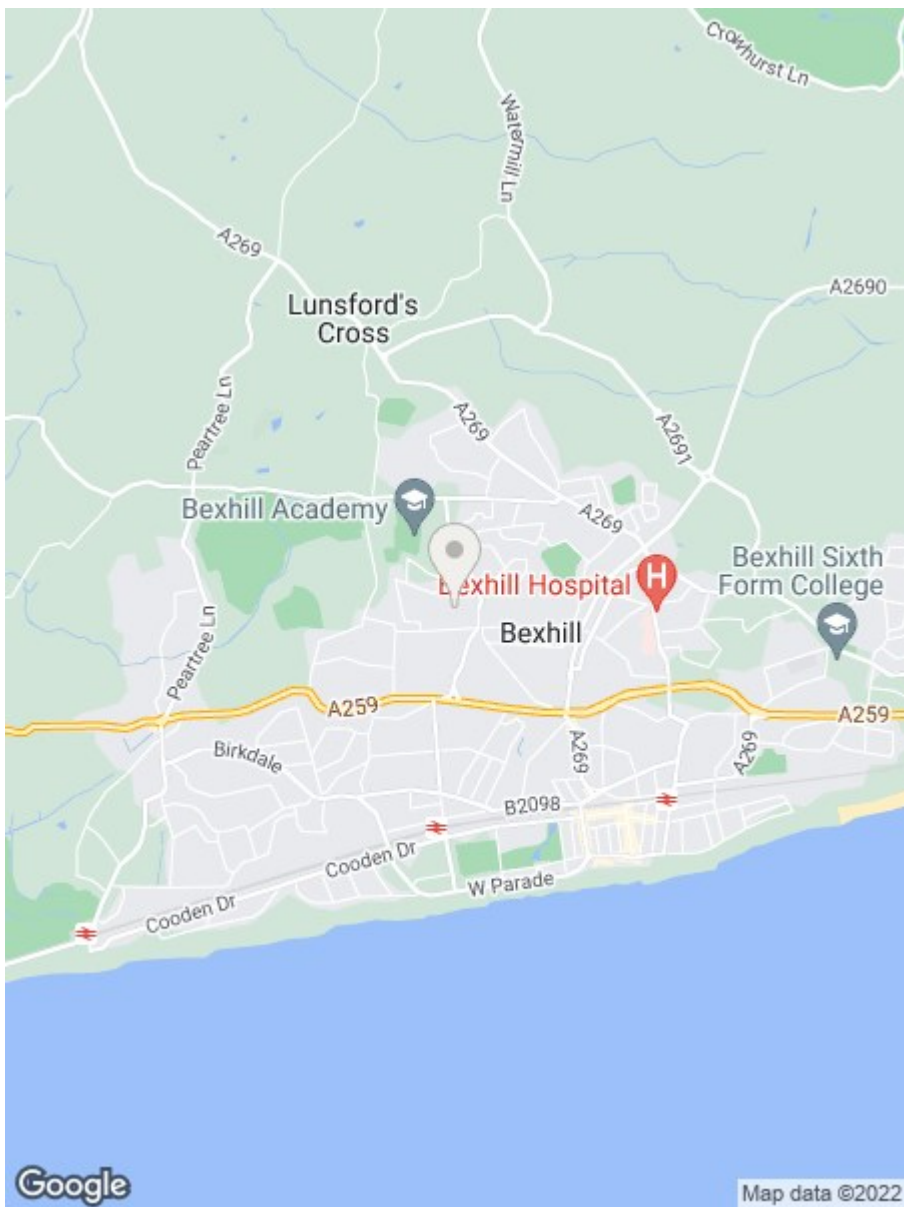 Crowhurst Ln
Watermill Ln
A269
A2690
Lunsford's
Cross
Peartree Ln
A269
A2691
Bexhill Academy
A269
Bexhill Hospital
H
Bexhill Sixth
Form College
Bexhill
Peartree Ln
A259
A259
Birkdale
A269
A269
B2098
Cooden Dr
W Parade
Cooden Dr
Google
Map data ©2022